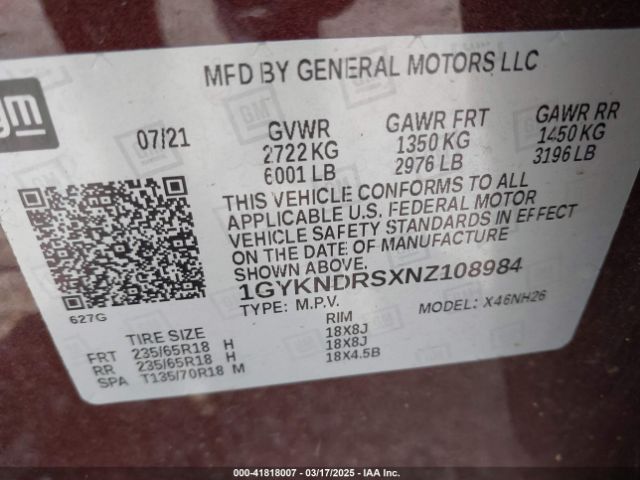 gm
MFD BY GENERAL MOTORS LLC
07/21
GVWR
2722 KG
6001 LB
GAWR FRT
1350 KG
2976 LB
GAWR RR
1450 KG
3196 LB
THIS VEHICLE CONFORMS TO ALL
APPLICABLE U.S. FEDERAL MOTOR
VEHICLE SAFETY STANDARDS IN EFFECT
ON THE DATE OF MANUFACTURE
SHOWN ABOVE.
1GYKNDRSXNZ108984
627G
TYPE: M.P.V. MODEL: X46NH26
TIRE SIZE RIM
FRT 235/65R18 H 18X8J
RR 235/65R18 H 18X8J
SPA T135/70R18 M 18X4.5B
000-41818007 — 03/17/2025 — IAA Inc.